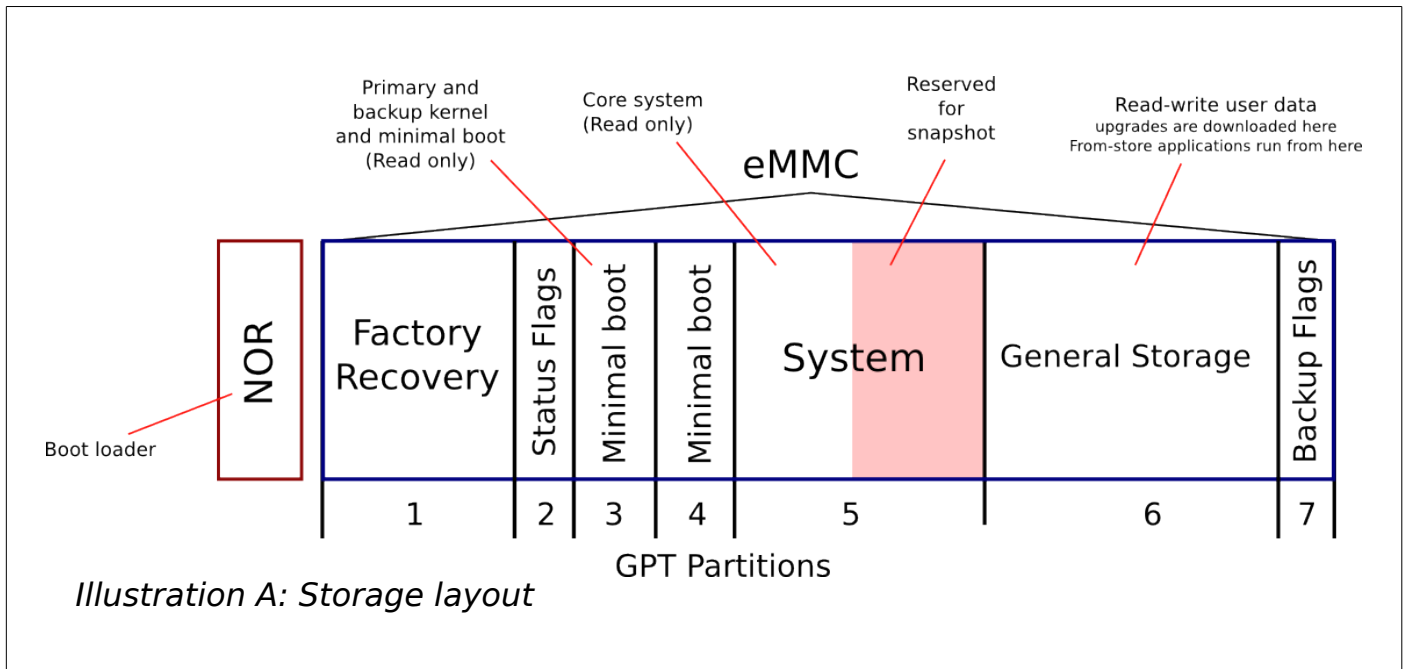 Primary and
backup kernel
and minimal boot
(Read only)
Core system
(Read only)
Reserved
for
snapshot
Read-write user data
upgrades are downloaded here
From-store applications run from here
eMMC
NOR
Factory
Recovery
Status Flags
Minimal boot
Minimal boot
System
General Storage
Backup Flags
Boot loader
1
2
3
4
5
6
7
GPT Partitions
Illustration A: Storage layout